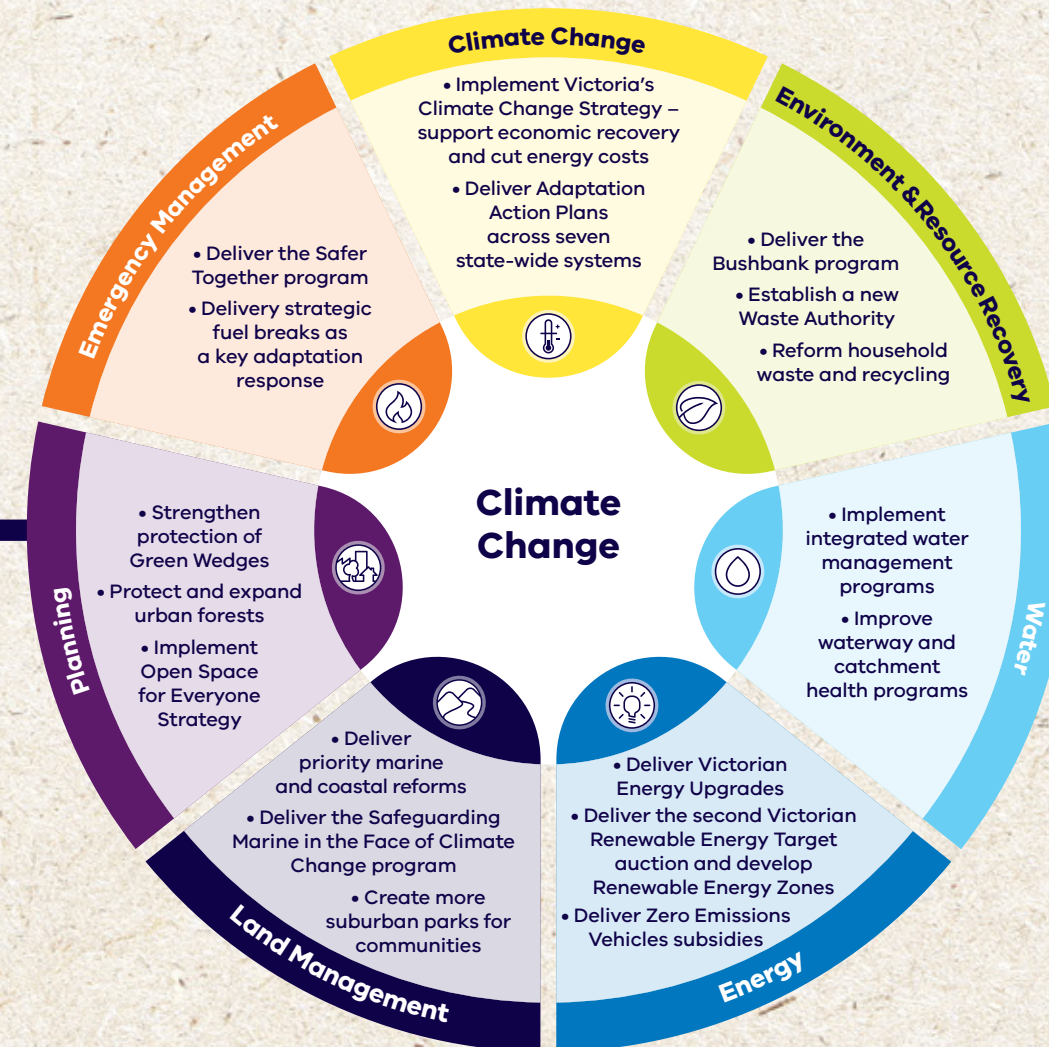 Climate Change
• Implement Victoria's
Climate Change Strategy –
support economic recovery
and cut energy costs
• Deliver Adaptation
Action Plans
across seven
state-wide systems
Environment & Resource Recovery
• Deliver the
Bushbank program
• Establish a new
Waste Authority
• Reform household
waste and recycling
Water
• Implement
integrated water
management
programs
• Improve
waterway and
catchment
health programs
Energy
• Deliver Victorian
Energy Upgrades
• Deliver the second Victorian
Renewable Energy Target
auction and develop
Renewable Energy Zones
• Deliver Zero Emissions
Vehicles subsidies
Land Management
• Deliver
priority marine
and coastal reforms
• Deliver the Safeguarding
Marine in the Face of Climate
Change program
• Create more
suburban parks for
communities
Planning
• Strengthen
protection of
Green Wedges
• Protect and expand
urban forests
• Implement
Open Space
for Everyone
Strategy
Emergency Management
• Deliver the Safer
Together program
• Delivery strategic
fuel breaks as
a key adaptation
response
Climate
Change